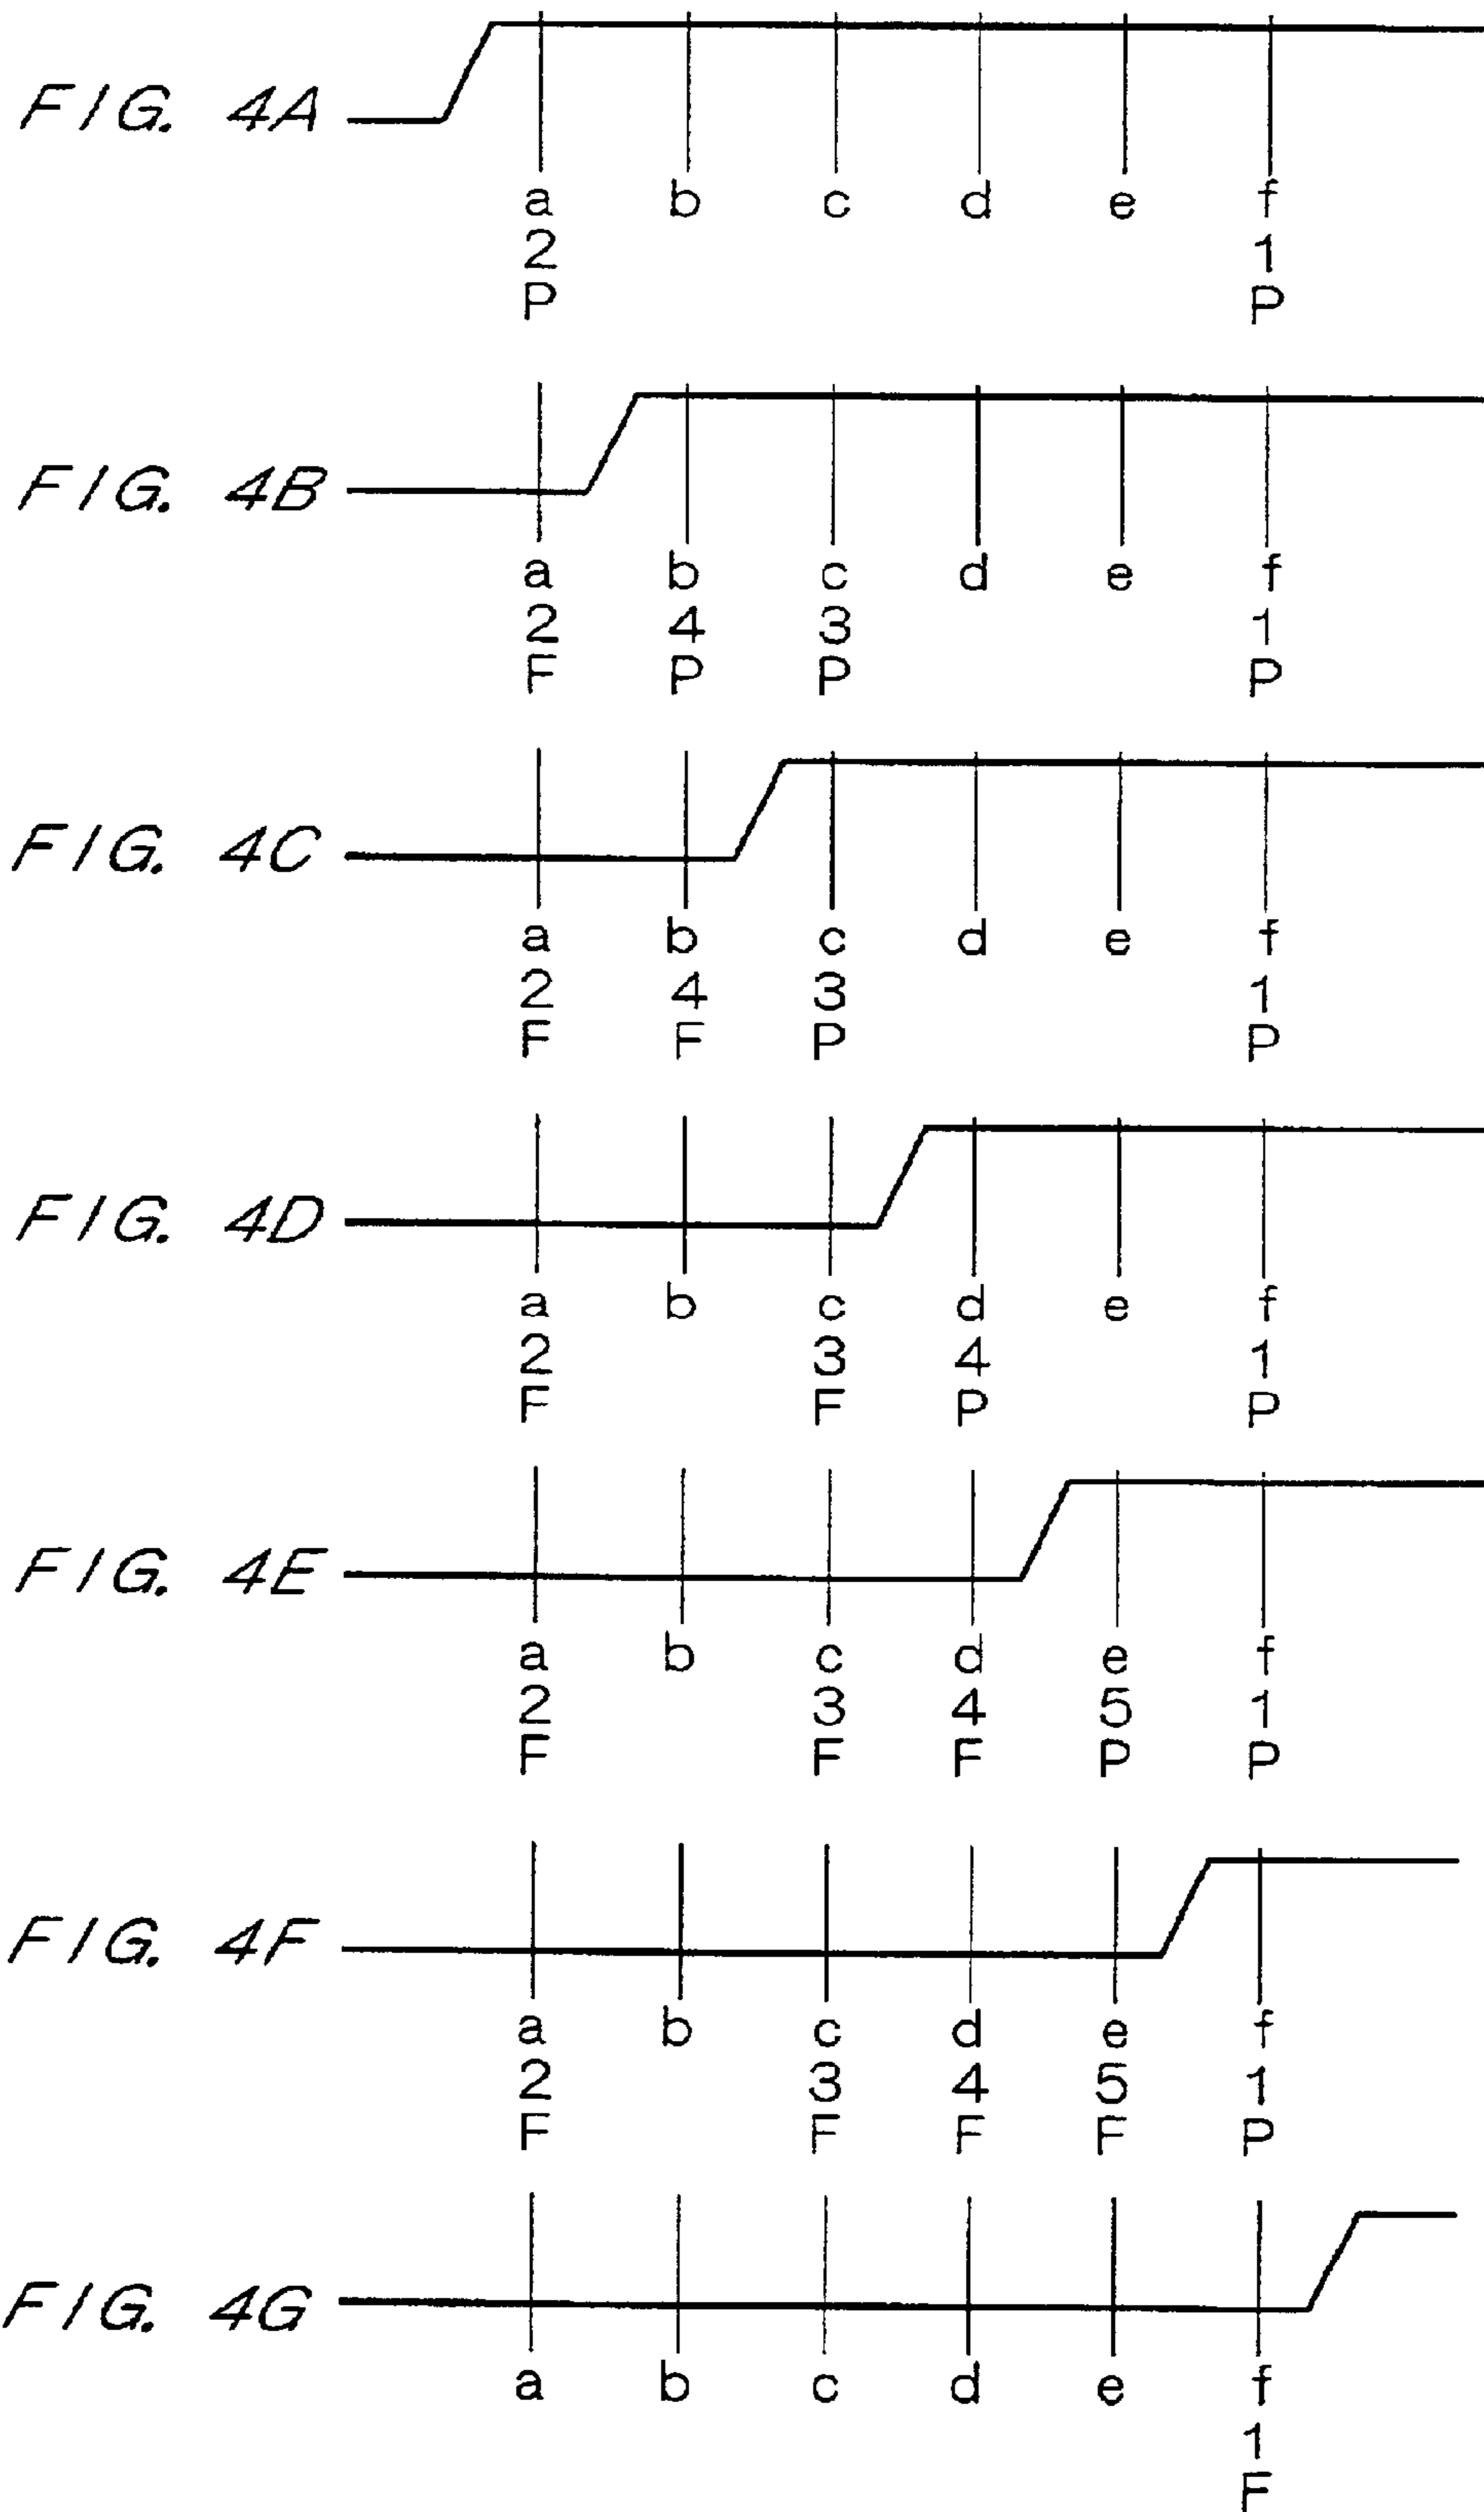 FIG. 4A
a b c d e f
2 1
P P
FIG. 4B
a b c d e f
2 4 3 1
F P P P
FIG. 4C
a b c d e f
2 4 3 1
F F P P
FIG. 4D
a b c d e f
2 3 4 1
F F P P
FIG. 4E
a b c d e f
2 3 4 5 1
F F F P P
FIG. 4F
a b c d e f
2 3 4 5 1
F F F F P
FIG. 4G
a b c d e f
1
F